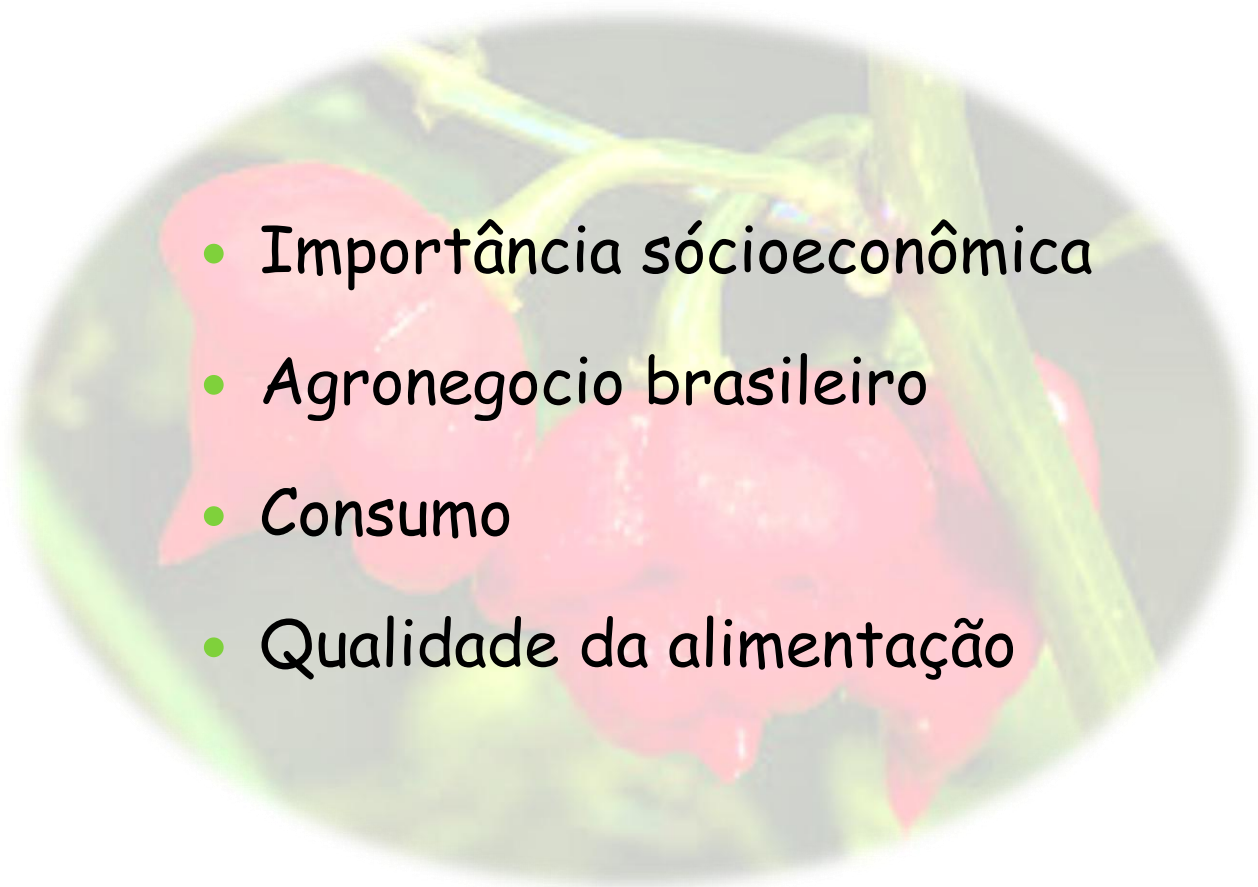 • Importância sócioeconômica
• Agronegocio brasileiro
• Consumo
• Qualidade da alimentação